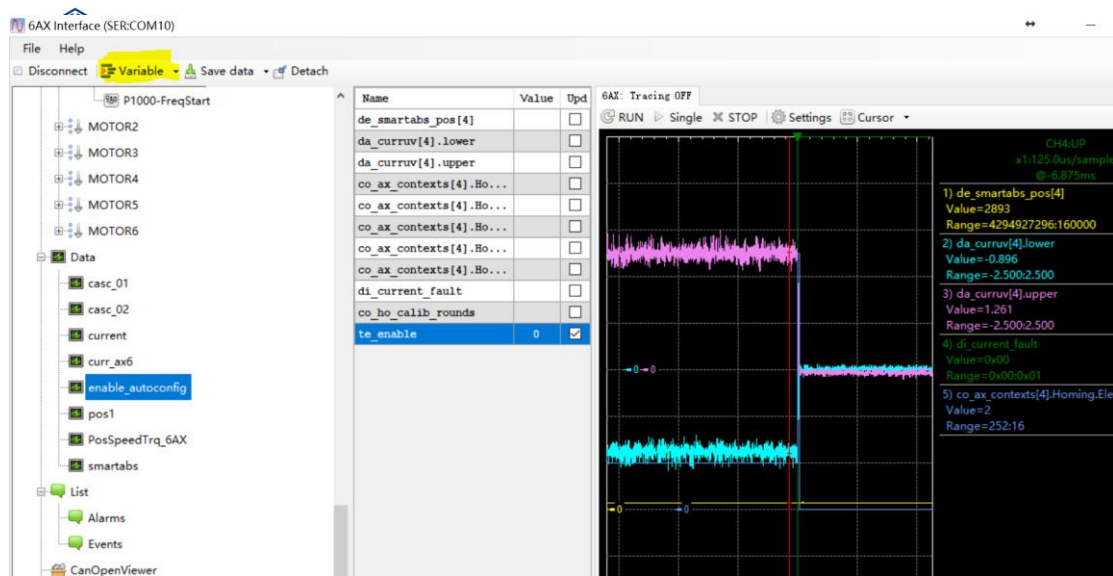 6AX Interface (SER:COM10)
File Help
Disconnect Variable Save data Detach
P1000-FreqStart
MOTOR2
MOTOR3
MOTOR4
MOTOR5
MOTOR6
Data
casc_01
casc_02
current
curr_ax6
enable_autoconfig
pos1
PosSpeedTrq_6AX
smartabs
List
Alarms
Events
CanOpenViewer
Name Value Upd
de_smartabs_pos[4]
da_curruv[4].lower
da_curruv[4].upper
co_ax_contexts[4].Ho...
co_ax_contexts[4].Ho...
co_ax_contexts[4].Ho...
co_ax_contexts[4].Ho...
co_ax_contexts[4].Ho...
di_current_fault
co_ho_calib_rounds
te_enable 0
6AX: Tracing OFF
RUN Single STOP Settings Cursor
CH4:UP
x1:125.0us/sample
@-6.875ms
1) de_smartabs_pos[4]
Value=2893
Range=4294927296:160000
2) da_curruv[4].lower
Value=-0.896
Range=-2.500:2.500
3) da_curruv[4].upper
Value=1.261
Range=-2.500:2.500
4) di_current_fault
Value=0x00
Range=0x00:0x01
5) co_ax_contexts[4].Homing.Ele
Value=2
Range=252:16
0 0
0 0